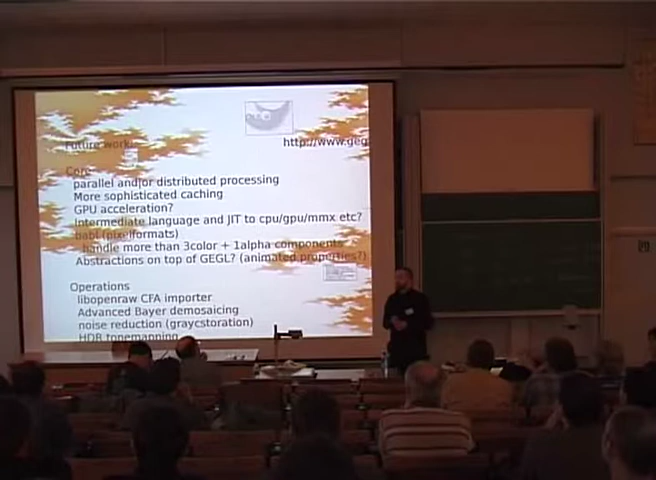 Future work:
http://www.geg
Core
parallel and/or distributed processing
More sophisticated caching
GPU acceleration?
Intermediate language and JIT to cpu/gpu/mmx etc?
babl (pixelformats)
handle more than 3color + 1alpha components
Abstractions on top of GEGL? (animated properties?)
Operations
libopenraw CFA importer
Advanced Bayer demosaicing
noise reduction (graycstoration)
HDR tonemapping